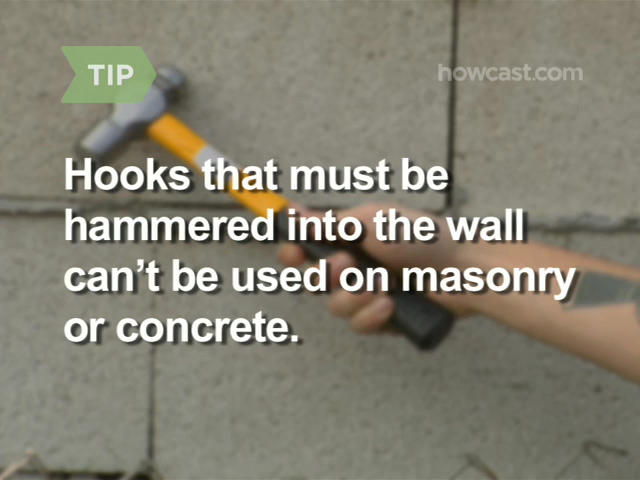 TIP
howcast.com
Hooks that must be
hammered into the wall
can't be used on masonry
or concrete.